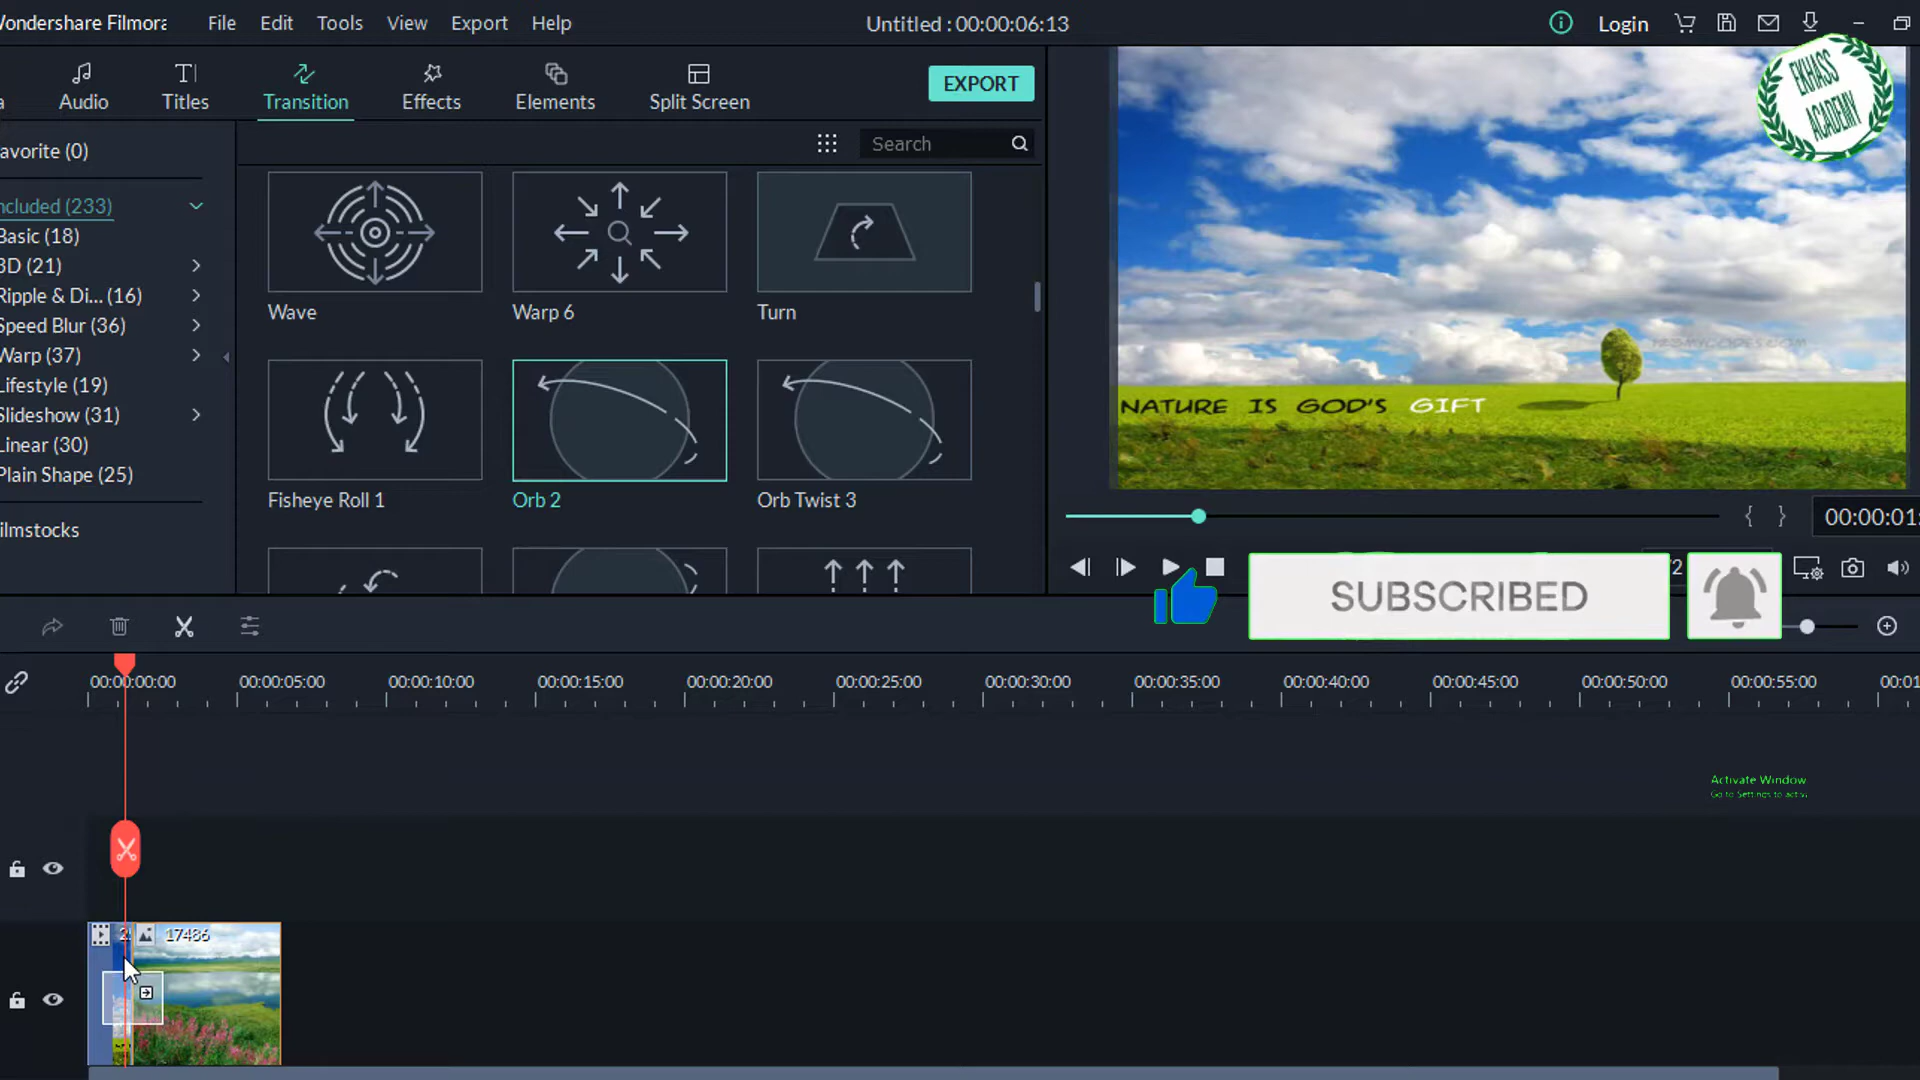 Wondershare Filmora
File
Edit
Tools
View
Export
Help
Untitled : 00:00:06:13
Login
a
Audio
Titles
Transition
Effects
Elements
Split Screen
EXPORT
EKHASS
ACADEMY
avorite (0)
Search
ncluded (233)
Basic (18)
3D (21)
Ripple & Di... (16)
Speed Blur (36)
Warp (37)
Lifestyle (19)
Slideshow (31)
Linear (30)
Plain Shape (25)
ilmstocks
Wave
Warp 6
Turn
Fisheye Roll 1
Orb 2
Orb Twist 3
NATURE IS GOD'S GIFT
00:00:01:
SUBSCRIBED
00:00:00:00
00:00:05:00
00:00:10:00
00:00:15:00
00:00:20:00
00:00:25:00
00:00:30:00
00:00:35:00
00:00:40:00
00:00:45:00
00:00:50:00
00:00:55:00
00:01
Activate Window
Go to Settings to activ
17486